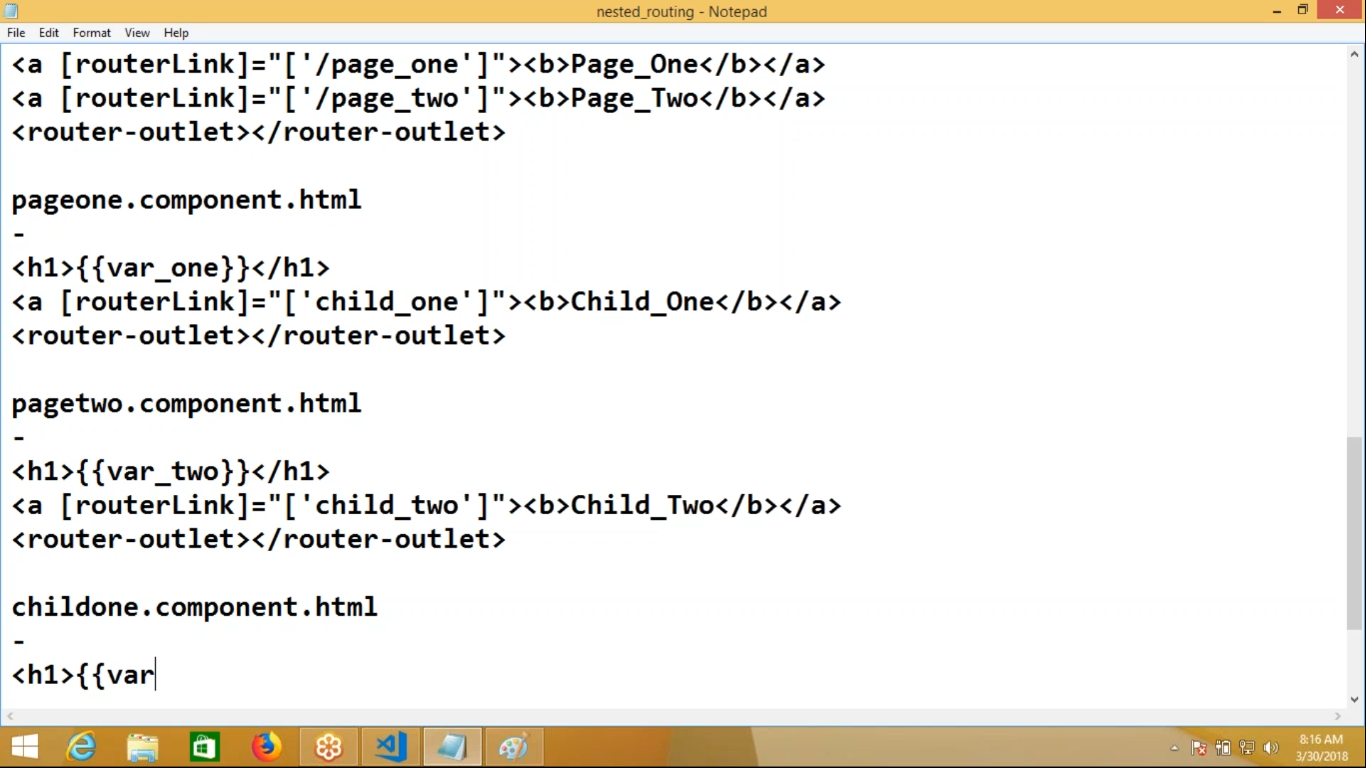 nested_routing - Notepad
File Edit Format View Help
<a [routerLink]="['/page_one']"><b>Page_One</b></a>
<a [routerLink]="['/page_two']"><b>Page_Two</b></a>
<router-outlet></router-outlet>
pageone.component.html
-
<h1>{{var_one}}</h1>
<a [routerLink]="['child_one']"><b>Child_One</b></a>
<router-outlet></router-outlet>
pagetwo.component.html
-
<h1>{{var_two}}</h1>
<a [routerLink]="['child_two']"><b>Child_Two</b></a>
<router-outlet></router-outlet>
childone.component.html
-
<h1>{{var
8:16 AM
3/30/2018